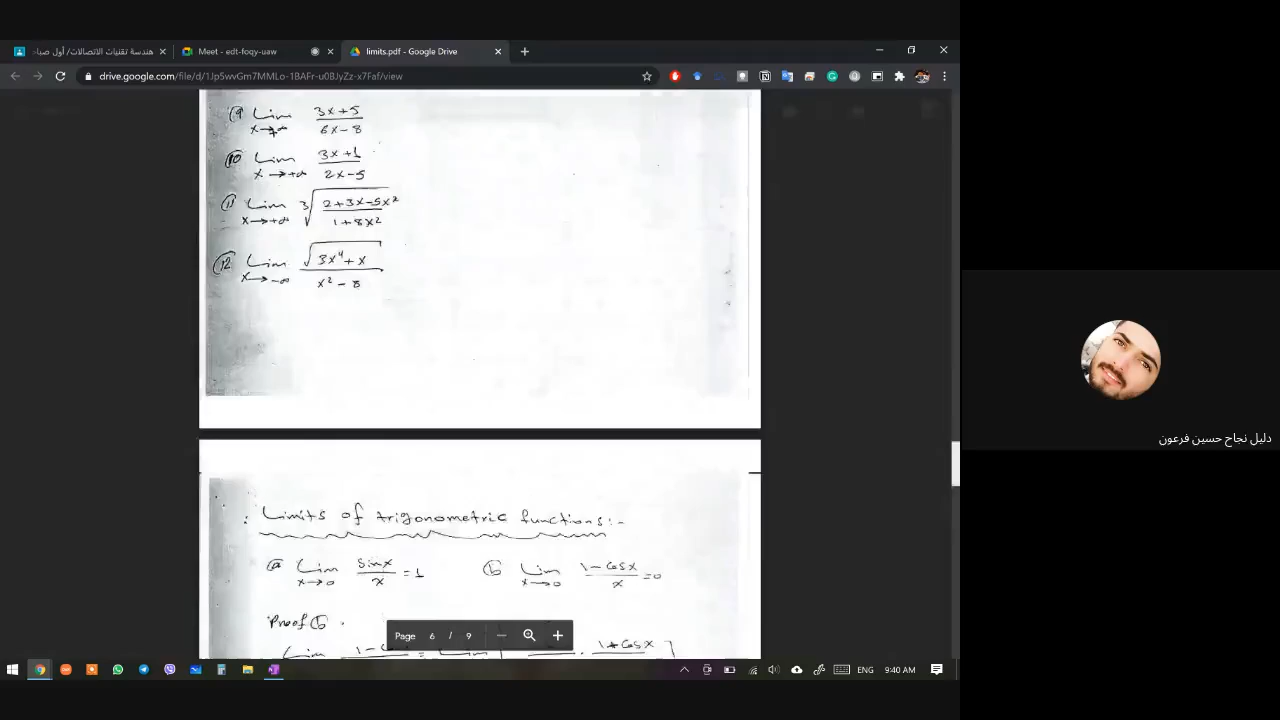 هندسة تقنيات الاتصالات/ أول صبا
Meet - edt-foqy-uaw
limits.pdf - Google Drive
drive.google.com/file/d/1Jp5wvGm7MMLo-1BAFr-u0BJyZz-x7Faf/view
9 Lim x→+∞ 3x+5 / 6x-8
10 Lim x→+∞ 3x+1 / 2x-5
11 Lim x→+∞ ∛(2+3x-5x² / 1+8x²)
12 Lim x→-∞ √(3x⁴+x) / x²-8
Limits of trigonometric functions:-
a Lim x→0 sinx / x = 1
b Lim x→0 1-cosx / x = 0
Proof b .
Page 6 / 9
1+cosx
دليل نجاح حسين فرعون
ENG 9:40 AM